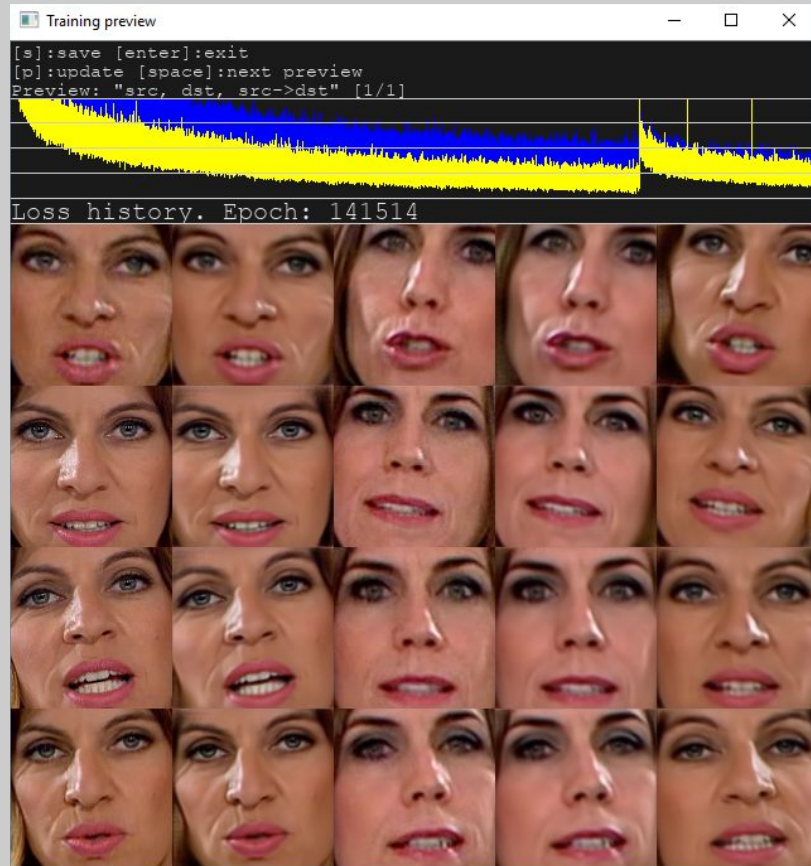 Training preview
[s]:save [enter]:exit
[p]:update [space]:next preview
Preview: "src, dst, src->dst" [1/1]
Loss history. Epoch: 141514